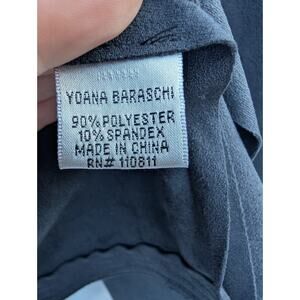 YOANA BARASCHI
90% POLYESTER
10% SPANDEX
MADE IN CHINA
RN# 110811